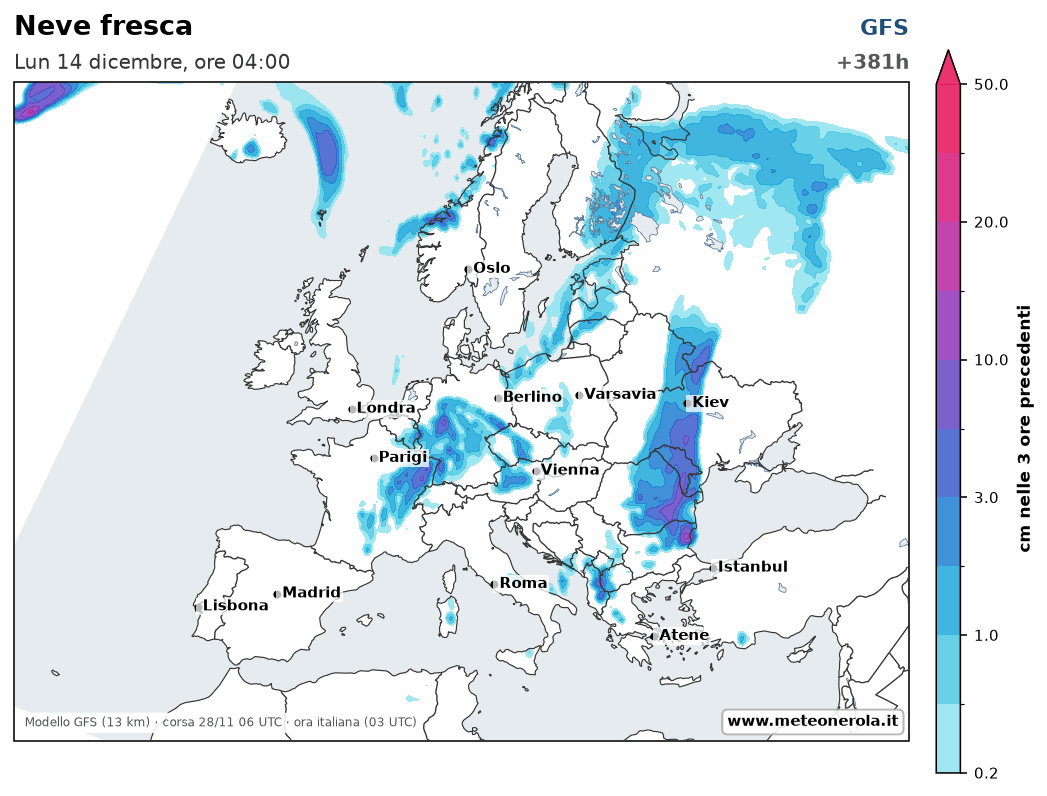 Neve fresca
GFS
Lun 14 dicembre, ore 04:00
+381h
50.0
20.0
10.0
3.0
1.0
0.2
cm nelle 3 ore precedenti
Oslo
Berlino
Varsavia
Londra
Kiev
Parigi
Vienna
Istanbul
Roma
Madrid
Lisbona
Atene
Modello GFS (13 km) · corsa 28/11 06 UTC · ora italiana (03 UTC)
www.meteonerola.it